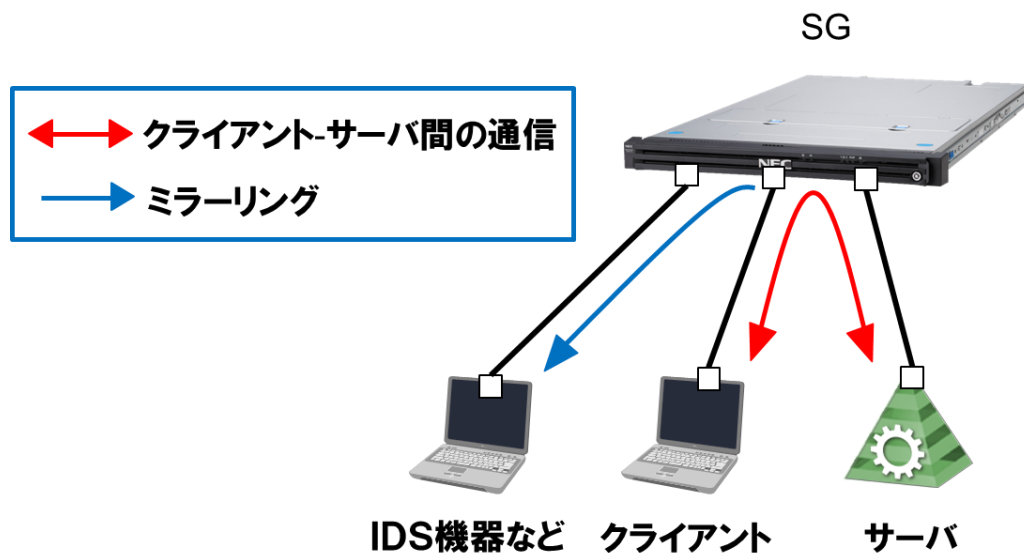 SG
クライアント-サーバ間の通信
ミラーリング
NEC
IDS機器など
クライアント
サーバ